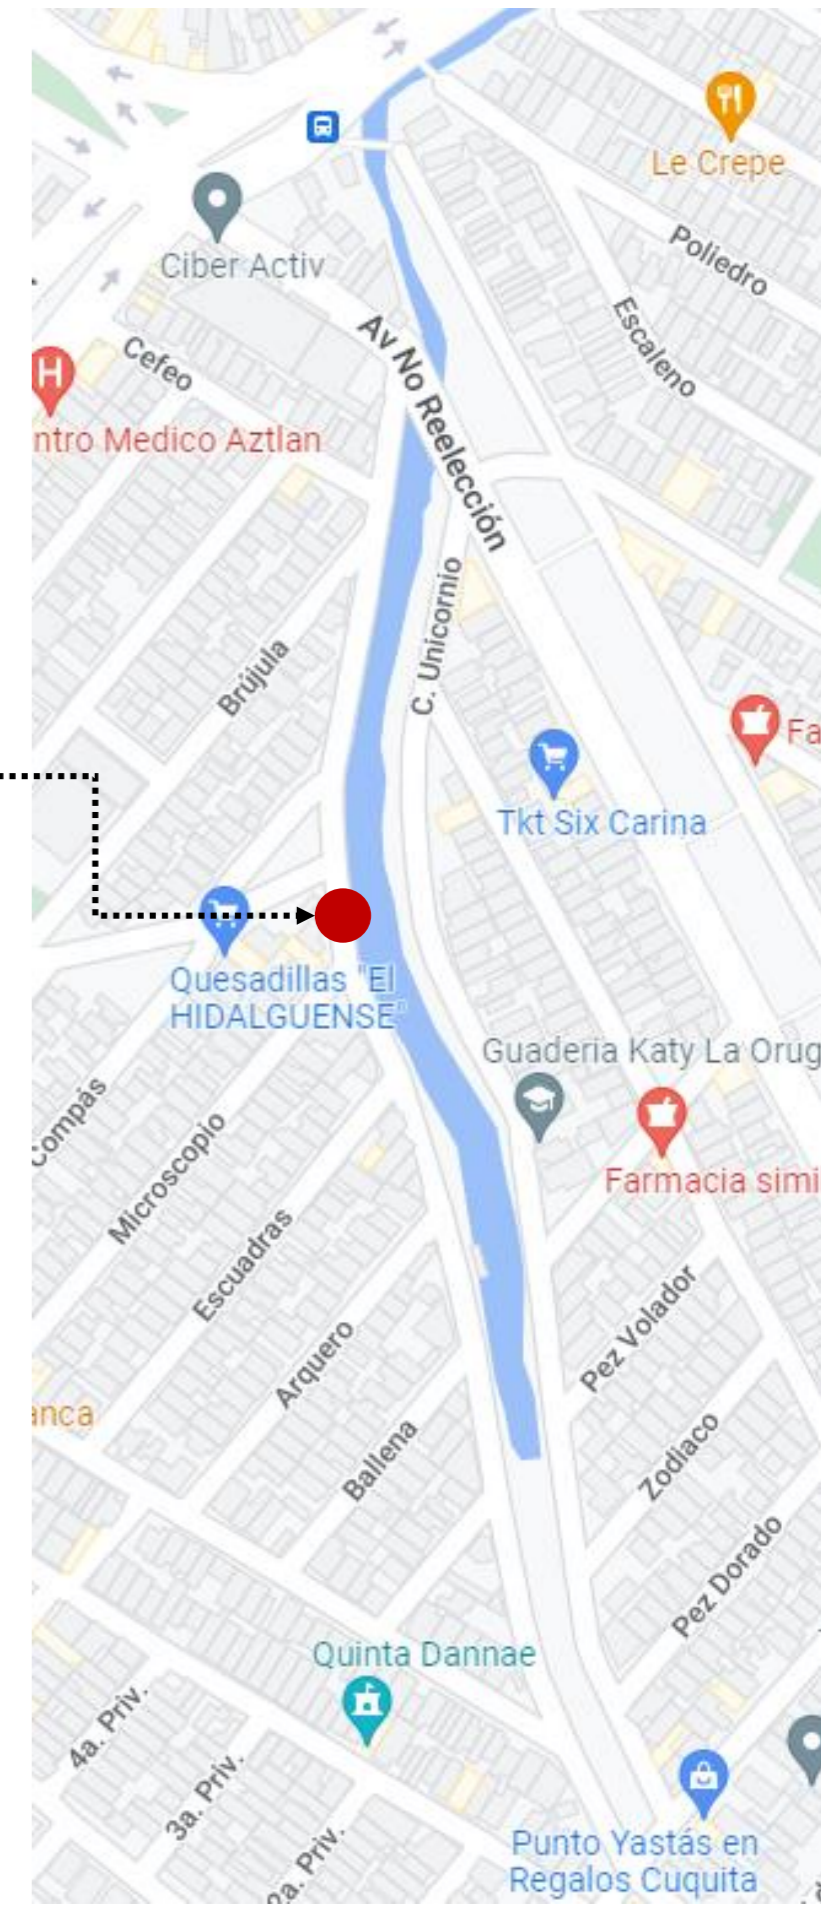 Le Crepe
Poliedro
Ciber Activ
Escaleno
Av No Reelección
Cefeo
H
ntro Medico Aztlan
C. Unicornio
Brújula
Fa
Tkt Six Carina
Quesadillas "El
HIDALGUENSE"
Guaderia Katy La Orug
Compás
Microscopio
Farmacia simi
Escuadras
Pez Volador
Arquero
anca
Ballena
Zodiaco
Pez Dorado
Quinta Dannae
4a. Priv.
3a. Priv.
2a. Priv.
Punto Yastás en
Regalos Cuquita